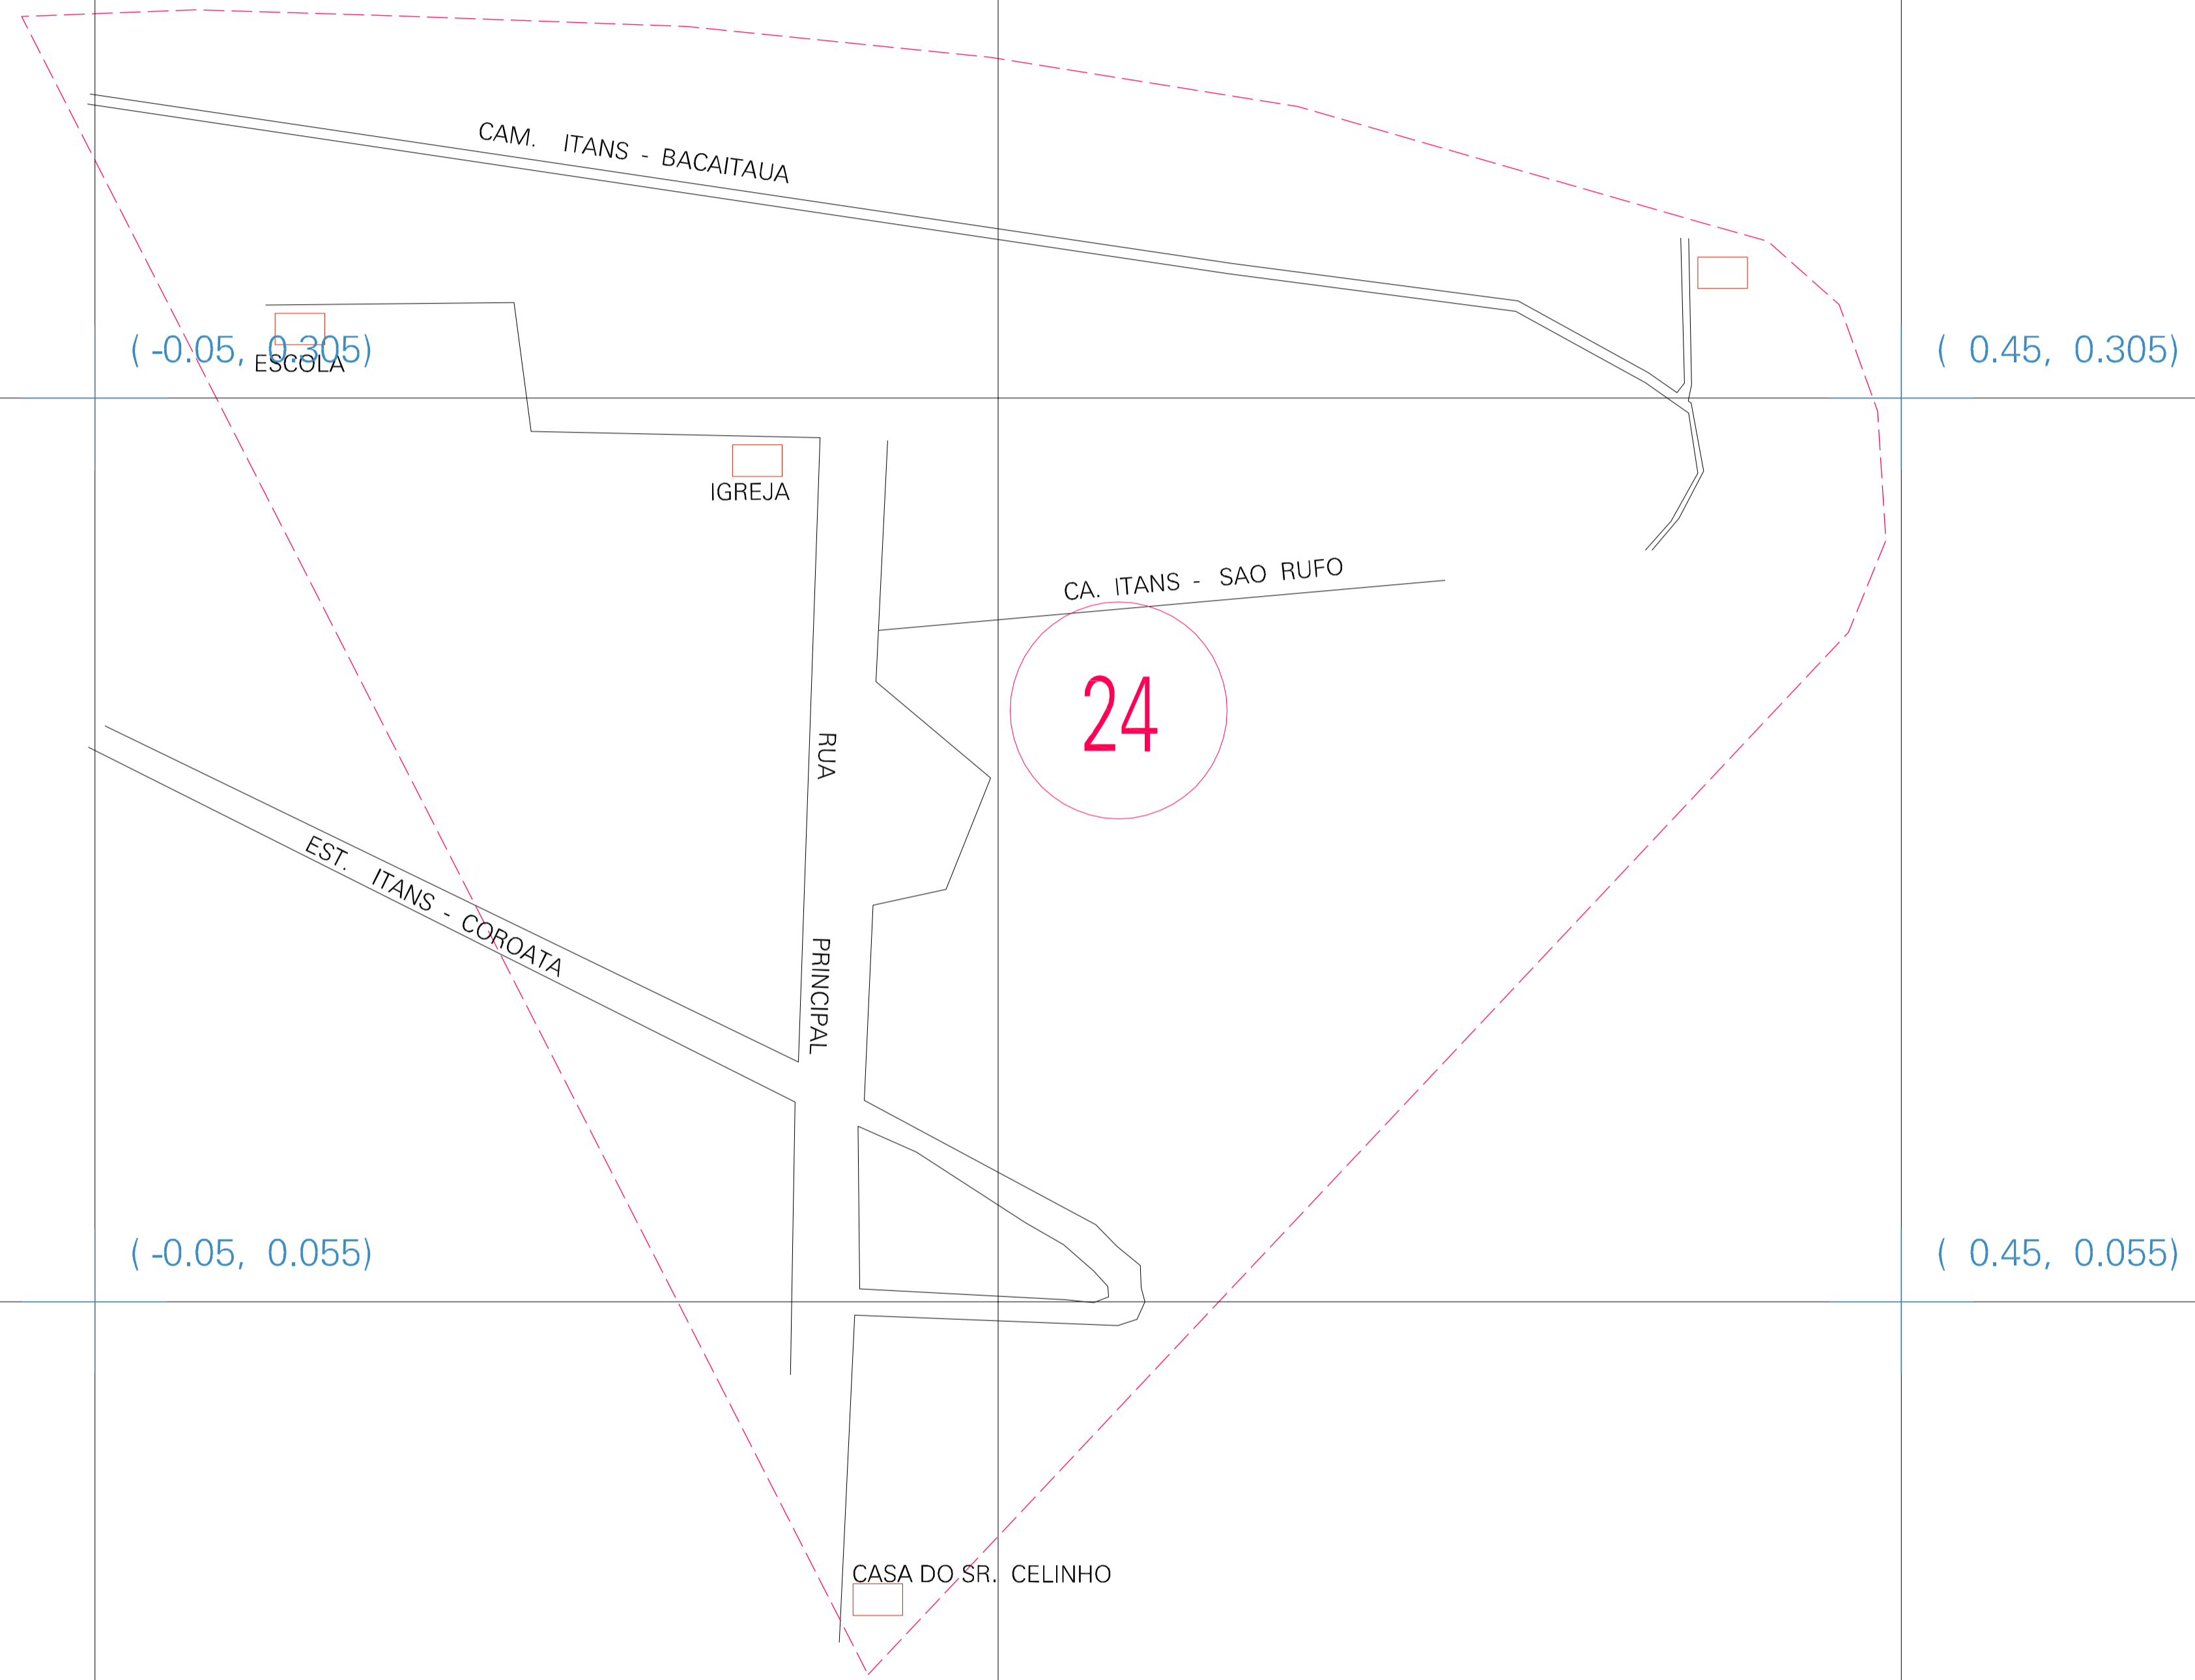 CAM. ITANS - BACAITAUA
( -0.05, 0.305)
( 0.45, 0.305)
ESCOLA
IGREJA
CA. ITANS - SAO RUFO
24
RUA PRINCIPAL
EST. ITANS - COROATA
( -0.05, 0.055)
( 0.45, 0.055)
CASA DO SR. CELINHO